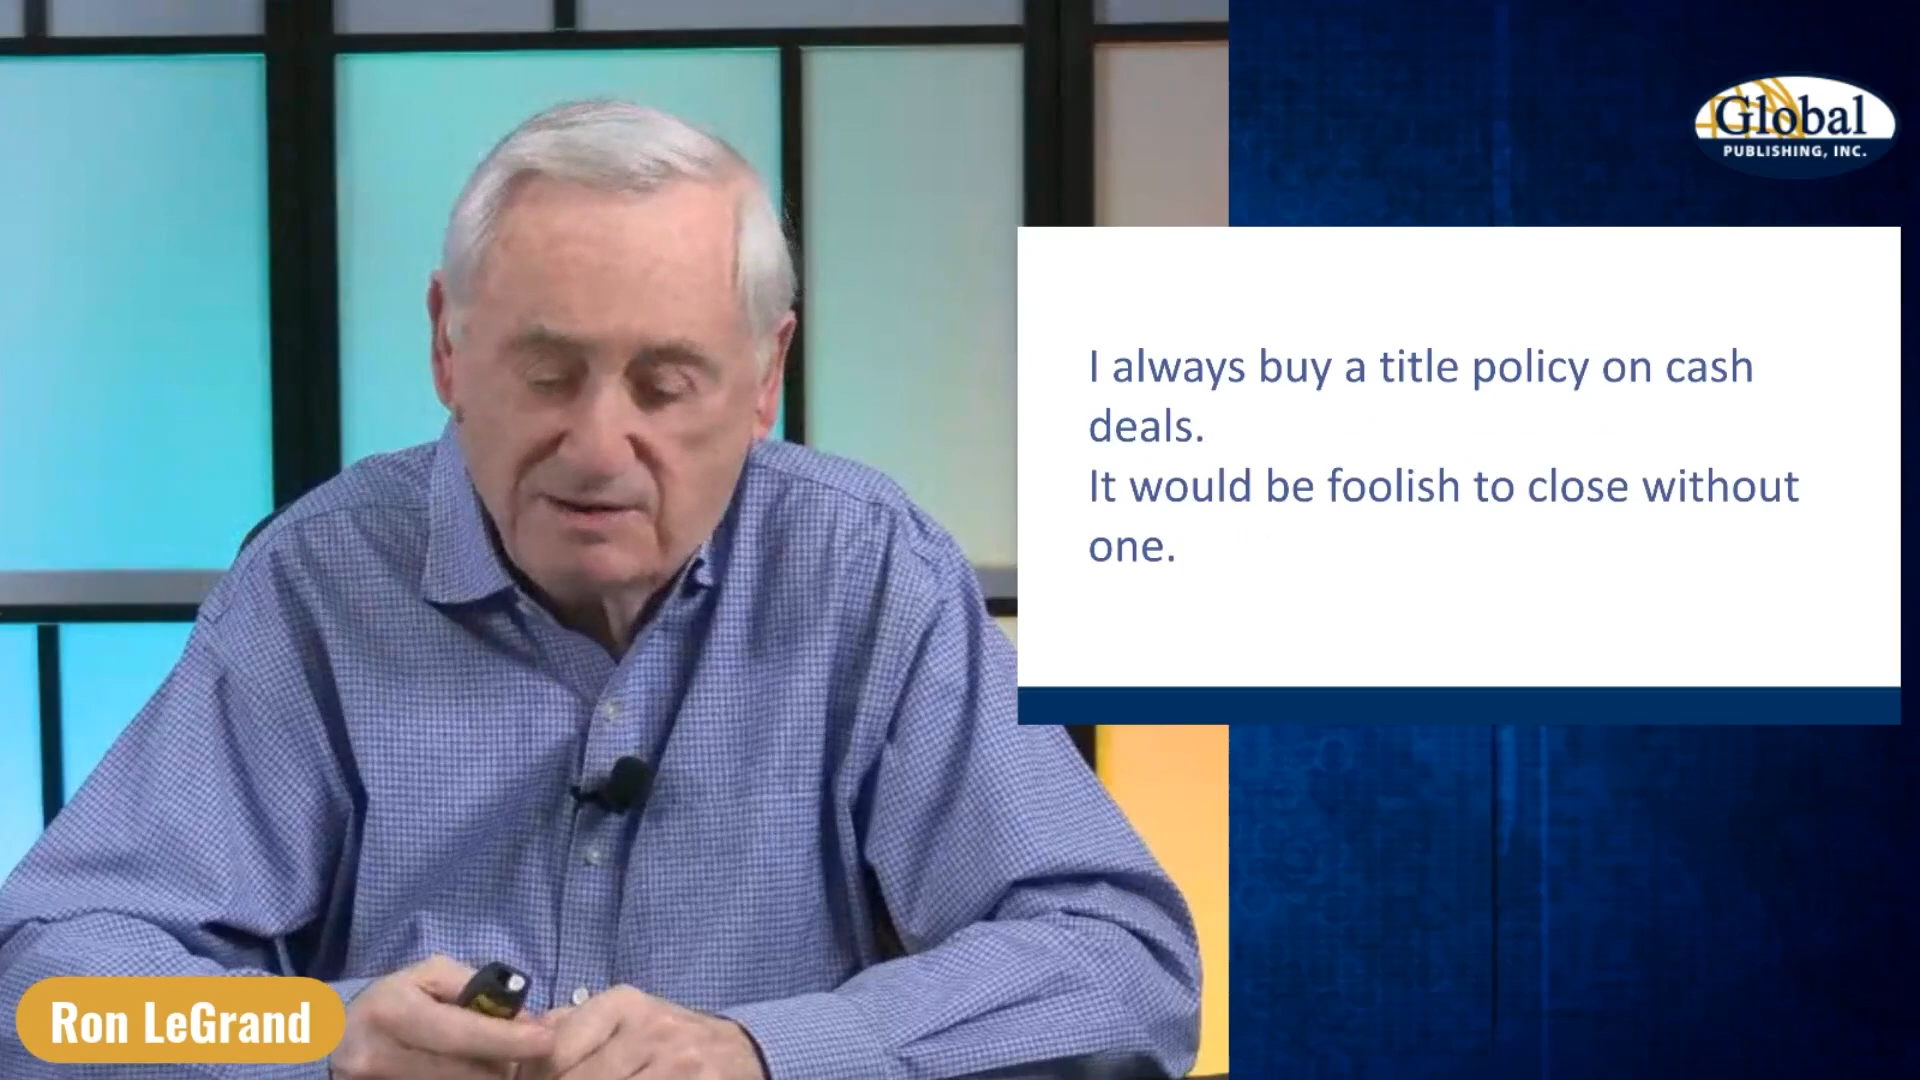 Global
PUBLISHING, INC.
I always buy a title policy on cash
deals.
It would be foolish to close without
one.
Ron LeGrand